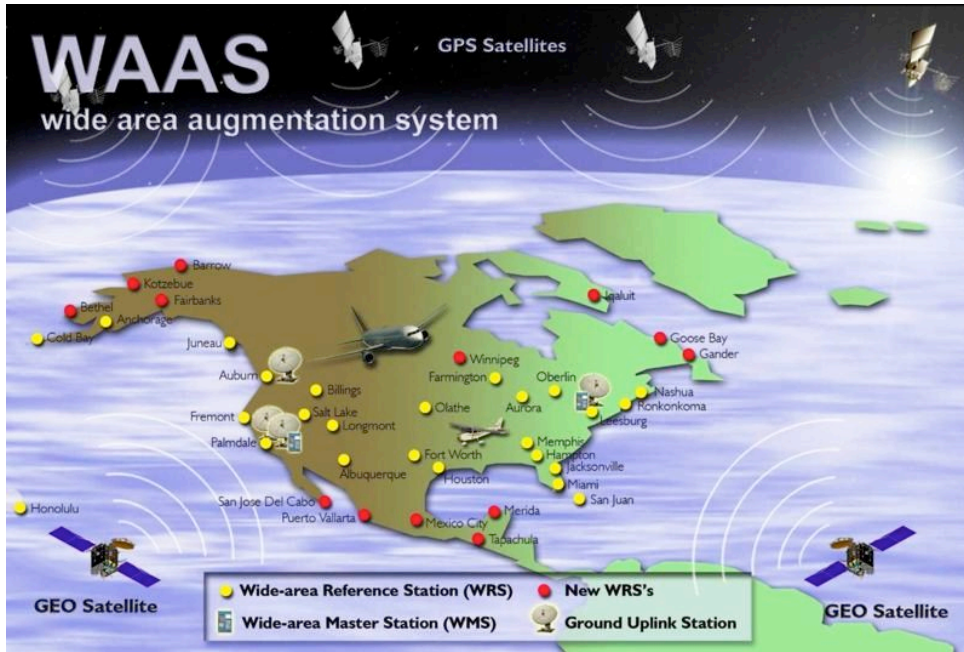 WAAS
wide area augmentation system
GPS Satellites
Barrow
Kotzebue
Fairbanks
Bethel
Anchorage
Cold Bay
Juneau
Iqaluit
Goose Bay
Gander
Winnipeg
Auburn
Billings
Farmington
Oberlin
Nashua
Ronkonkoma
Aurora
Leesburg
Fremont
Salt Lake
Olathe
Longmont
Palmdale
Memphis
Hampton
Albuquerque
Fort Worth
Jacksonville
Houston
Miami
San Juan
Honolulu
San Jose Del Cabo
Puerto Vallarta
Mexico City
Merida
Tapachula
GEO Satellite
GEO Satellite
Wide-area Reference Station (WRS)
New WRS's
Wide-area Master Station (WMS)
Ground Uplink Station